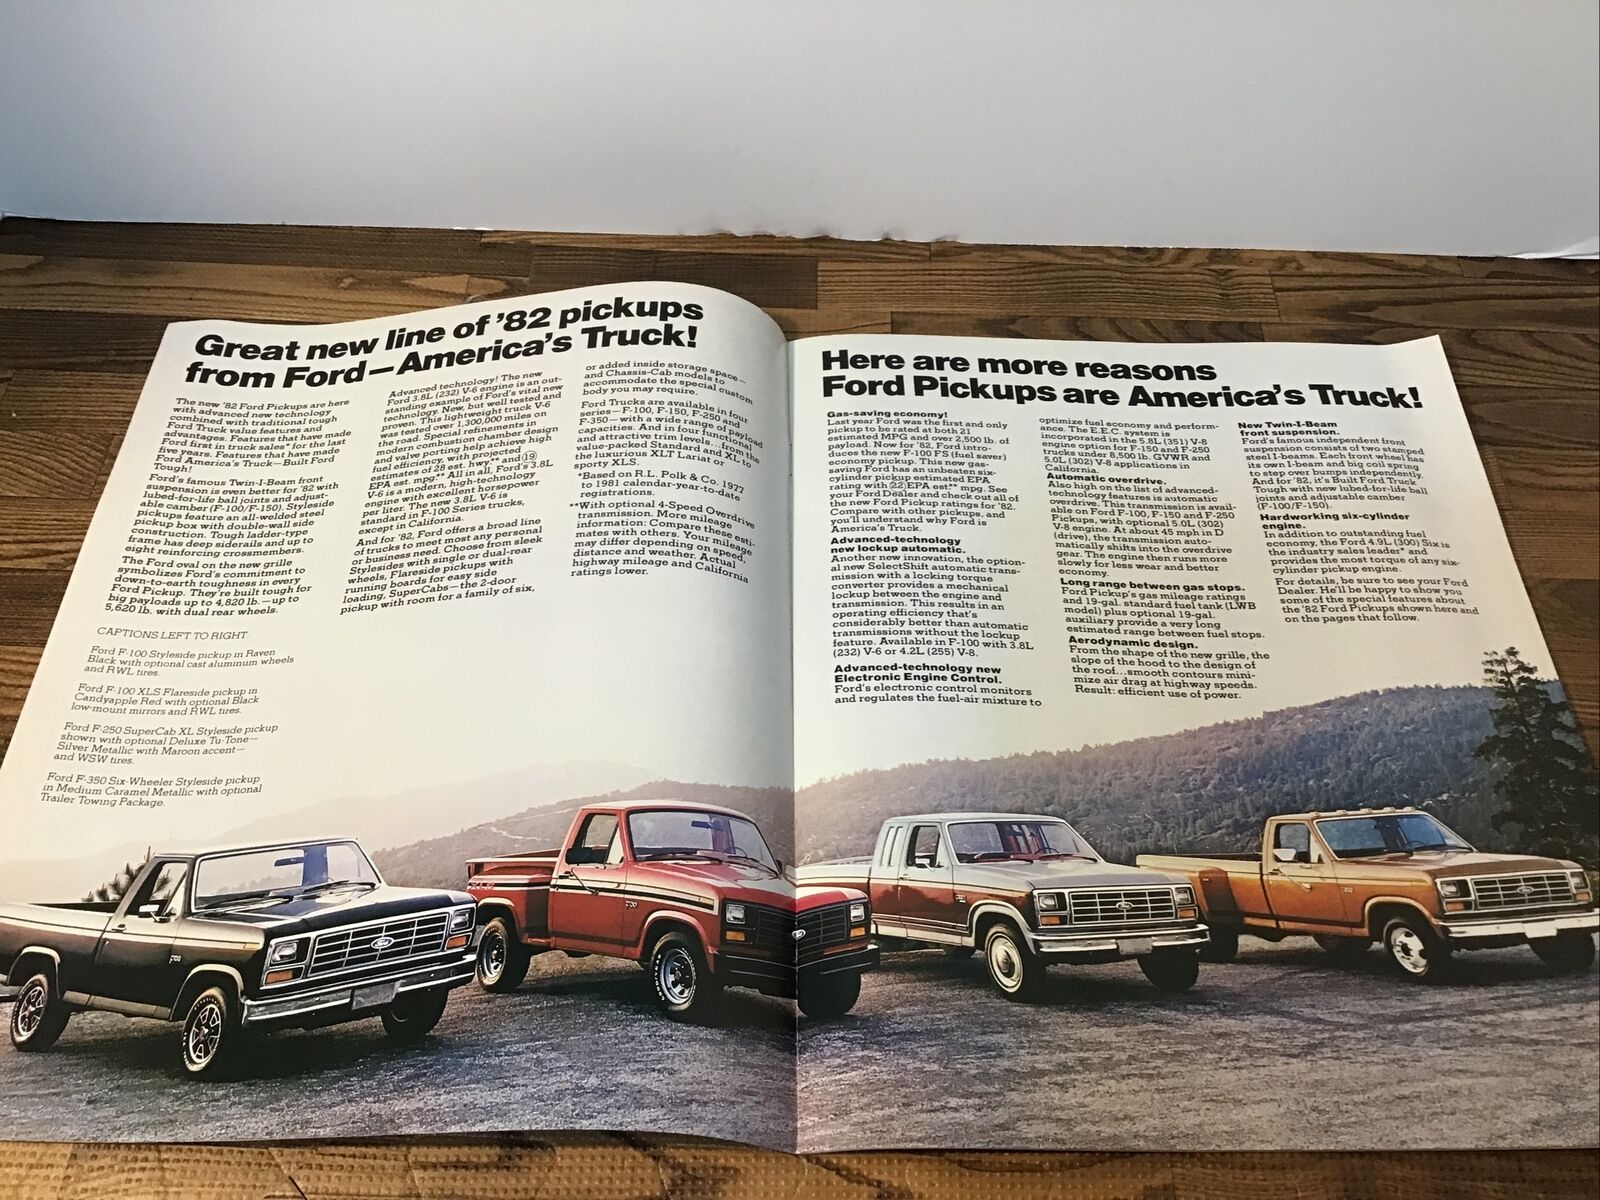 Great new line of '82 pickups
from Ford—America's Truck!
The new '82 Ford Pickups are here
with advanced new technology
combined with traditional tough
Ford Truck value features and
advantages. Features that have made
Ford first in truck sales* for the last
five years. Features that have made
Ford America's Truck—Built Ford
Tough!
Ford's famous Twin-I-Beam front
suspension is even better for '82 with
lubed-for-life ball joints and adjust-
able camber (F-100/F-150). Styleside
pickups feature an all-welded steel
pickup box with double-wall side
construction. Tough ladder-type
frame has deep siderails and up to
eight reinforcing crossmembers.
The Ford oval on the new grille
symbolizes Ford's commitment to
down-to-earth toughness in every
Ford Pickup. They're built tough for
big payloads up to 4,820 lb.—up to
5,620 lb. with dual rear wheels.
CAPTIONS LEFT TO RIGHT
Ford F-100 Styleside pickup in Raven
Black with optional cast aluminum wheels
and RWL tires.
Ford F-100 XLS Flareside pickup in
Candyapple Red with optional Black
low-mount mirrors and RWL tires.
Ford F-250 SuperCab XL Styleside pickup
shown with optional Deluxe Tu-Tone—
Silver Metallic with Maroon accent—
and WSW tires.
Ford F-350 Six-Wheeler Styleside pickup
in Medium Caramel Metallic with optional
Trailer Towing Package.
Advanced technology! The new
Ford 3.8L (232) V-6 engine is an out-
standing example of Ford's vital new
technology. New, but well tested and
proven. This lightweight truck V-6
was tested over 1,300,000 miles on
the road. Special refinements in
modern combustion chamber design
and valve porting help achieve high
fuel efficiency, with projected
estimates of 28 est. hwy.** and (19)
EPA est. mpg.** All in all, Ford's 3.8L
V-6 is a modern, high-technology
engine with excellent horsepower
per liter. The new 3.8L V-6 is
standard in F-100 Series trucks,
except in California.
And for '82, Ford offers a broad line
of trucks to meet most any personal
or business need. Choose from sleek
Stylesides with single or dual-rear
wheels, Flareside pickups with
running boards for easy side
loading, SuperCabs—the 2-door
pickup with room for a family of six,
or added inside storage space—
and Chassis-Cab models to
accommodate the special custom
body you may require.
Ford Trucks are available in four
series—F-100, F-150, F-250 and
F-350—with a wide range of payload
capacities. And in four functional
and attractive trim levels...from the
value-packed Standard and XL to
the luxurious XLT Lariat or
sporty XLS.
*Based on R.L. Polk & Co. 1977
to 1981 calendar-year-to-date
registrations.
**With optional 4-Speed Overdrive
transmission. More mileage
information: Compare these esti-
mates with others. Your mileage
may differ depending on speed,
distance and weather. Actual
highway mileage and California
ratings lower.
Here are more reasons
Ford Pickups are America's Truck!
Gas-saving economy!
Last year Ford was the first and only
pickup to be rated at both 21
estimated MPG and over 2,500 lb. of
payload. Now for '82, Ford intro-
duces the new F-100 FS (fuel saver)
economy pickup. This new gas-
saving Ford has an unbeaten six-
cylinder pickup estimated EPA
rating with (22) EPA est** mpg. See
your Ford Dealer and check out all of
the new Ford Pickup ratings for '82.
Compare with other pickups, and
you'll understand why Ford is
America's Truck.
Advanced-technology
new lockup automatic.
Another new innovation, the option-
al new SelectShift automatic trans-
mission with a locking torque
converter provides a mechanical
lockup between the engine and
transmission. This results in an
operating efficiency that's
considerably better than automatic
transmissions without the lockup
feature. Available in F-100 with 3.8L
(232) V-6 or 4.2L (255) V-8.
Advanced-technology new
Electronic Engine Control.
Ford's electronic control monitors
and regulates the fuel-air mixture to
optimize fuel economy and perform-
ance. The E.E.C. system is
incorporated in the 5.8L (351) V-8
engine option for F-150 and F-250
trucks under 8,500 lb. GVWR and
5.0L (302) V-8 applications in
California.
Automatic overdrive.
Also high on the list of advanced-
technology features is automatic
overdrive. This transmission is avail-
able on Ford F-100, F-150 and F-250
Pickups, with optional 5.0L (302)
V-8 engine. At about 45 mph in D
(drive), the transmission auto-
matically shifts into the overdrive
gear. The engine then runs more
slowly for less wear and better
economy.
Long range between gas stops.
Ford Pickup's gas mileage ratings
and 19-gal. standard fuel tank (LWB
model) plus optional 19-gal.
auxiliary provide a very long
estimated range between fuel stops.
Aerodynamic design.
From the shape of the new grille, the
slope of the hood to the design of
the roof...smooth contours mini-
mize air drag at highway speeds.
Result: efficient use of power.
New Twin-I-Beam
front suspension.
Ford's famous independent front
suspension consists of two stamped
steel I-beams. Each front wheel has
its own I-beam and big coil spring
to step over bumps independently.
And for '82, it's Built Ford Tough
Tough with new lubed-for-life ball
joints and adjustable camber
(F-100/F-150).
Hardworking six-cylinder
engine.
In addition to outstanding fuel
economy, the Ford 4.9L (300) Six is
the industry sales leader* and
provides the most torque of any six-
cylinder pickup engine.
For details, be sure to see your Ford
Dealer. He'll be happy to show you
some of the special features about
the '82 Ford Pickups shown here and
on the pages that follow.
XLS
Ford
Ford